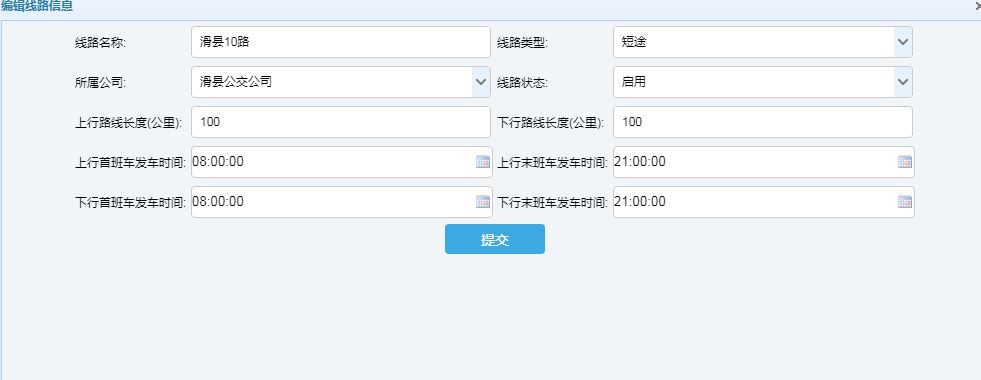 编辑线路信息
线路名称: 滑县10路 线路类型: 短途
所属公司: 滑县公交公司 线路状态: 启用
上行路线长度(公里): 100 下行路线长度(公里): 100
上行首班车发车时间: 08:00:00 上行末班车发车时间: 21:00:00
下行首班车发车时间: 08:00:00 下行末班车发车时间: 21:00:00
提交